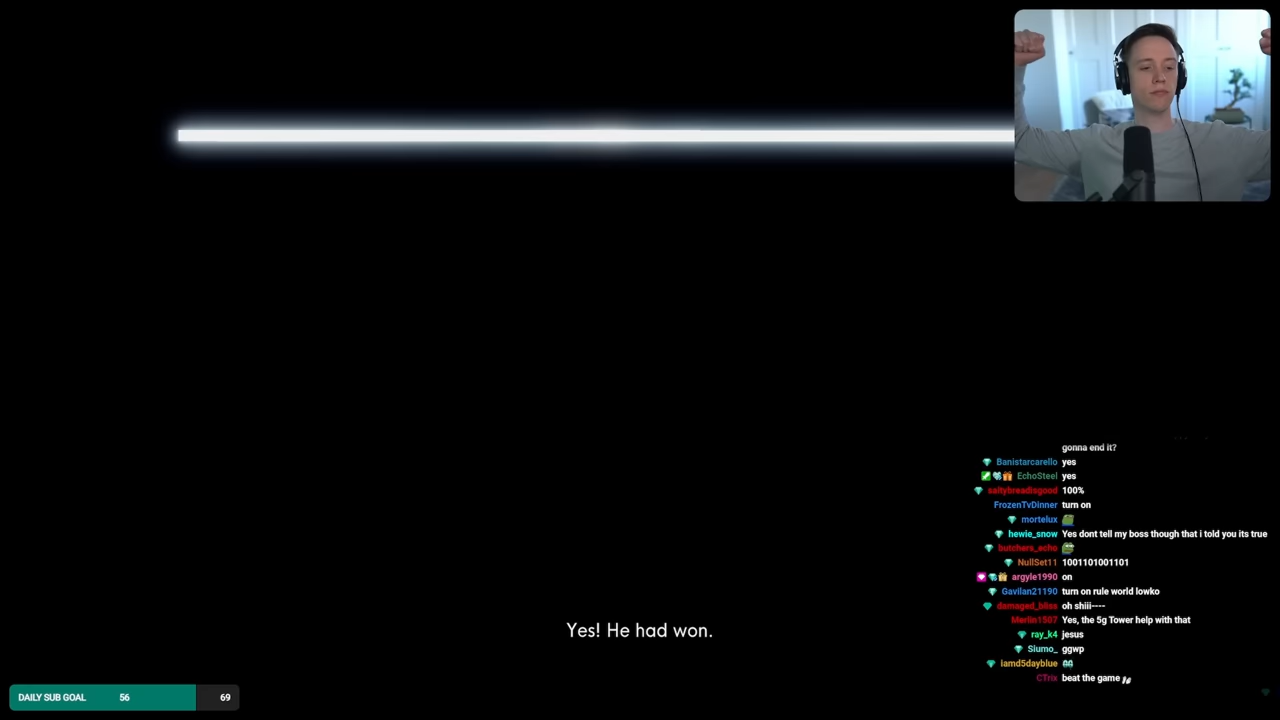 gonna end it?
Banistarcarello yes
EchoSteel yes
saltybreadisgood 100%
FrozenTvDinner turn on
mortelux
hewie_snow Yes dont tell my boss though that i told you its true
butchers_echo
NullSet11 1001101001101
argyle1990 on
Gavilan21190 turn on rule world lowko
damaged_bliss oh shiii----
Merlin1507 Yes, the 5g Tower help with that
ray_k4 jesus
Slumo_ ggwp
iamd5dayblue
CTrix beat the game
Yes! He had won.
DAILY SUB GOAL 56 69